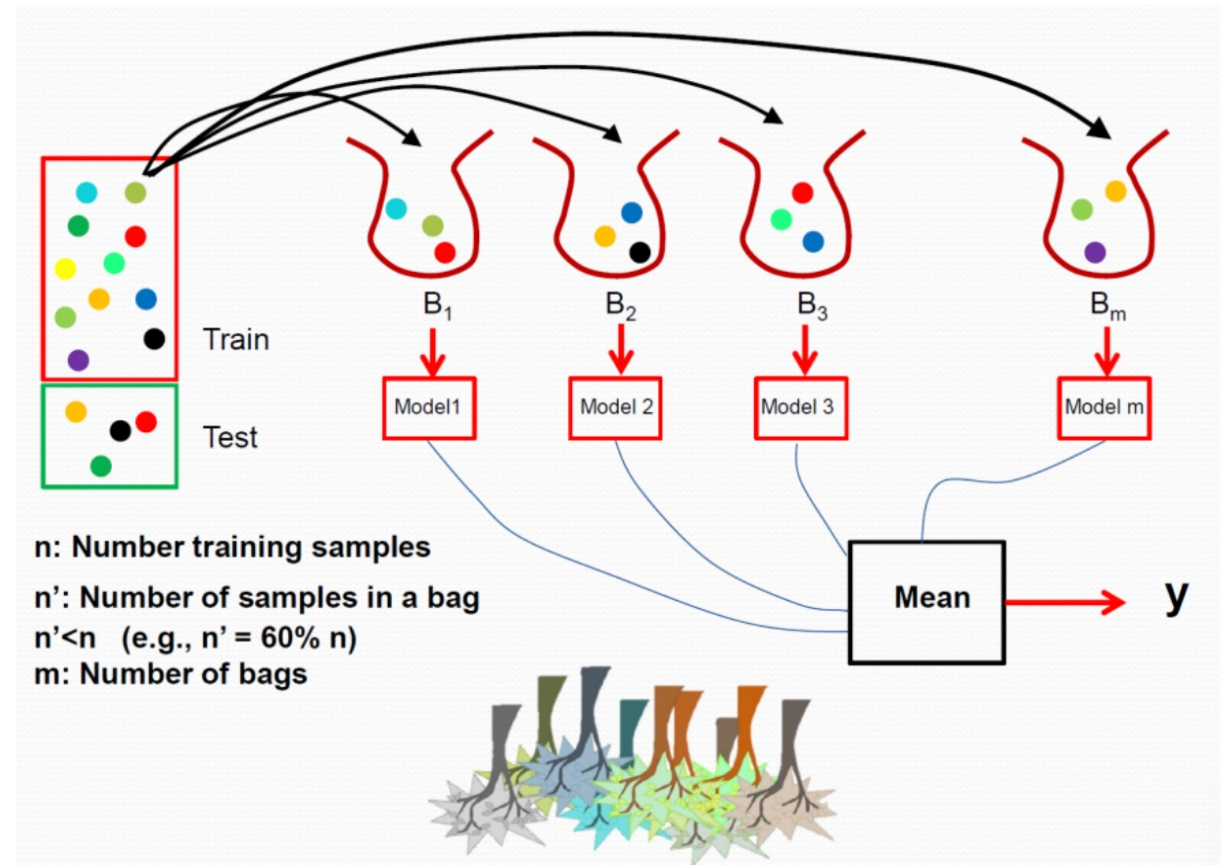 Train
Test
B1
B2
B3
Bm
Model1
Model 2
Model 3
Model m
n: Number training samples
n’: Number of samples in a bag
n’<n   (e.g., n’ = 60% n)
m: Number of bags
Mean
y